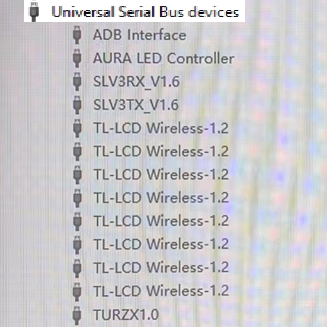 Universal Serial Bus devices
ADB Interface
AURA LED Controller
SLV3RX_V1.6
SLV3TX_V1.6
TL-LCD Wireless-1.2
TL-LCD Wireless-1.2
TL-LCD Wireless-1.2
TL-LCD Wireless-1.2
TL-LCD Wireless-1.2
TL-LCD Wireless-1.2
TL-LCD Wireless-1.2
TL-LCD Wireless-1.2
TURZX1.0